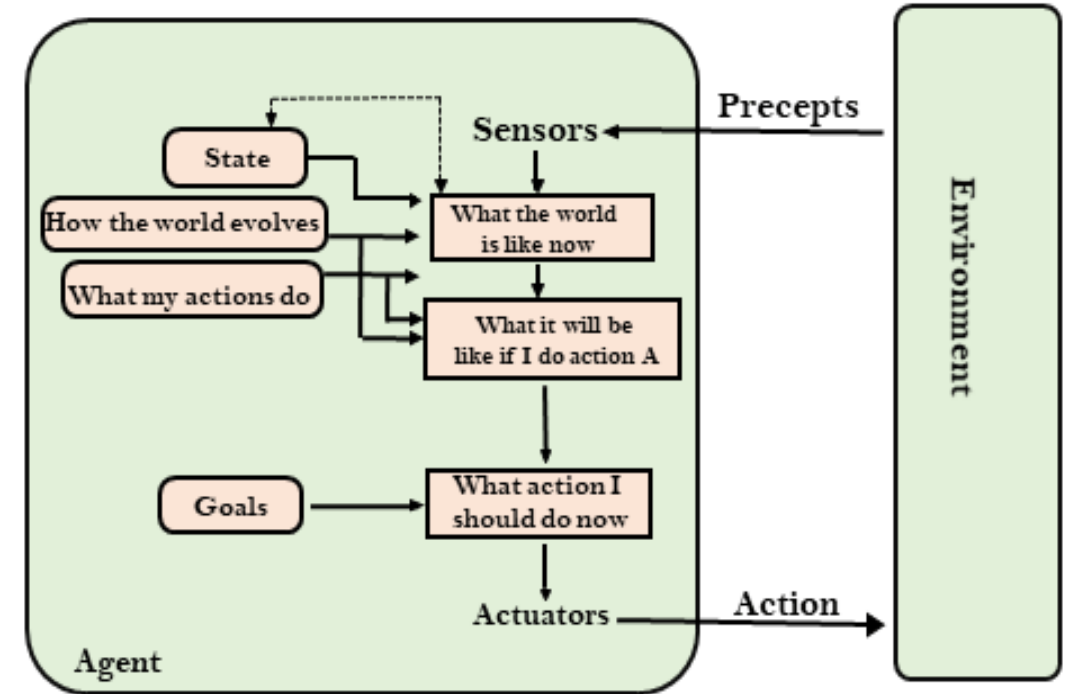 Precepts
Sensors
State
How the world evolves
What my actions do
What the world
is like now
What it will be
like if I do action A
Environment
Goals
What action I
should do now
Actuators
Action
Agent